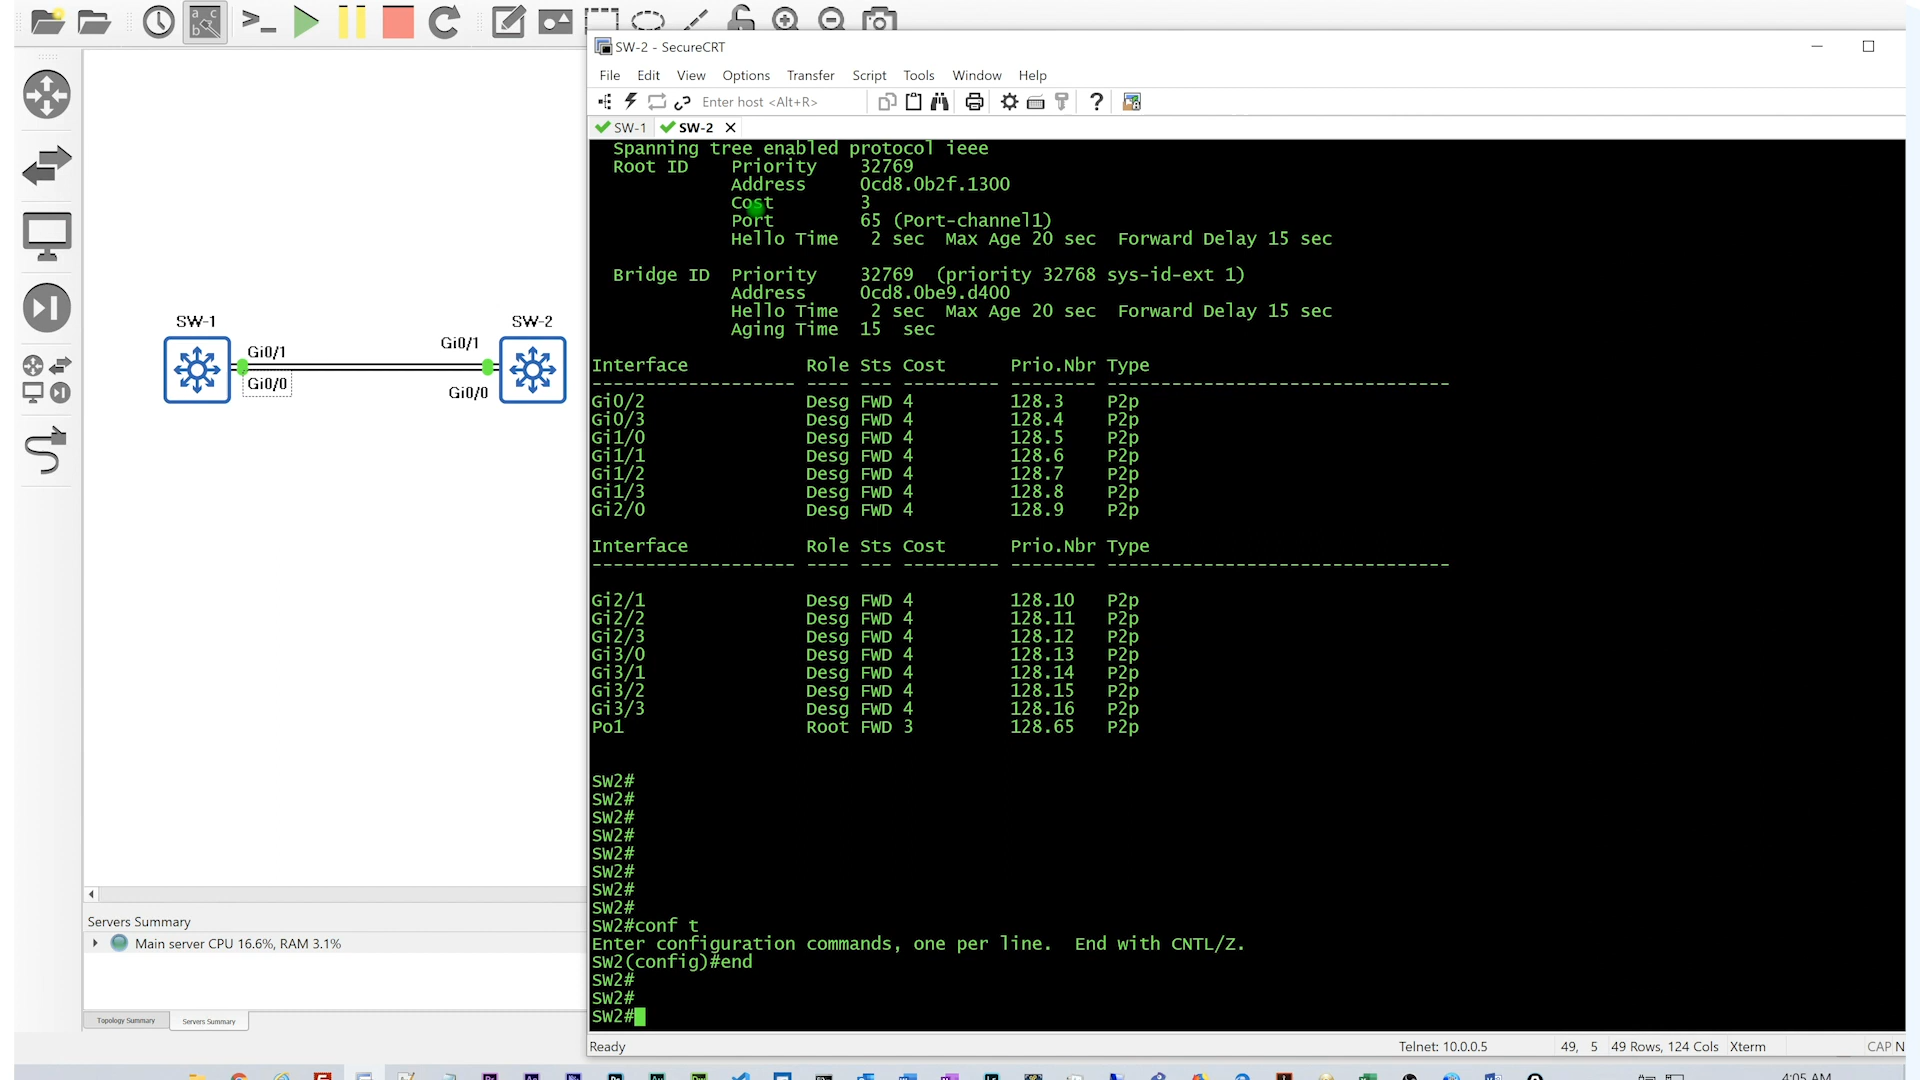 SW-2 - SecureCRT
File Edit View Options Transfer Script Tools Window Help
Enter host <Alt+R>
SW-1 SW-2
Spanning tree enabled protocol ieee
Root ID Priority 32769
Address 0cd8.0b2f.1300
Cost 3
Port 65 (Port-channel1)
Hello Time 2 sec Max Age 20 sec Forward Delay 15 sec
Bridge ID Priority 32769 (priority 32768 sys-id-ext 1)
Address 0cd8.0be9.d400
Hello Time 2 sec Max Age 20 sec Forward Delay 15 sec
Aging Time 15 sec
Interface Role Sts Cost Prio.Nbr Type
------------------- ---- --- --------- -------- --------------------------------
Gi0/2 Desg FWD 4 128.3 P2p
Gi0/3 Desg FWD 4 128.4 P2p
Gi1/0 Desg FWD 4 128.5 P2p
Gi1/1 Desg FWD 4 128.6 P2p
Gi1/2 Desg FWD 4 128.7 P2p
Gi1/3 Desg FWD 4 128.8 P2p
Gi2/0 Desg FWD 4 128.9 P2p
Interface Role Sts Cost Prio.Nbr Type
------------------- ---- --- --------- -------- --------------------------------
Gi2/1 Desg FWD 4 128.10 P2p
Gi2/2 Desg FWD 4 128.11 P2p
Gi2/3 Desg FWD 4 128.12 P2p
Gi3/0 Desg FWD 4 128.13 P2p
Gi3/1 Desg FWD 4 128.14 P2p
Gi3/2 Desg FWD 4 128.15 P2p
Gi3/3 Desg FWD 4 128.16 P2p
Po1 Root FWD 3 128.65 P2p
SW2#
SW2#
SW2#
SW2#
SW2#
SW2#
SW2#
SW2#
SW2#conf t
Enter configuration commands, one per line. End with CNTL/Z.
SW2(config)#end
SW2#
SW2#
SW2#
Ready Telnet: 10.0.0.5 49, 5 49 Rows, 124 Cols Xterm CAP N
SW-1
SW-2
Gi0/1
Gi0/1
Gi0/0
Gi0/0
Servers Summary
Main server CPU 16.6%, RAM 3.1%
Topology Summary Servers Summary
4:05 AM